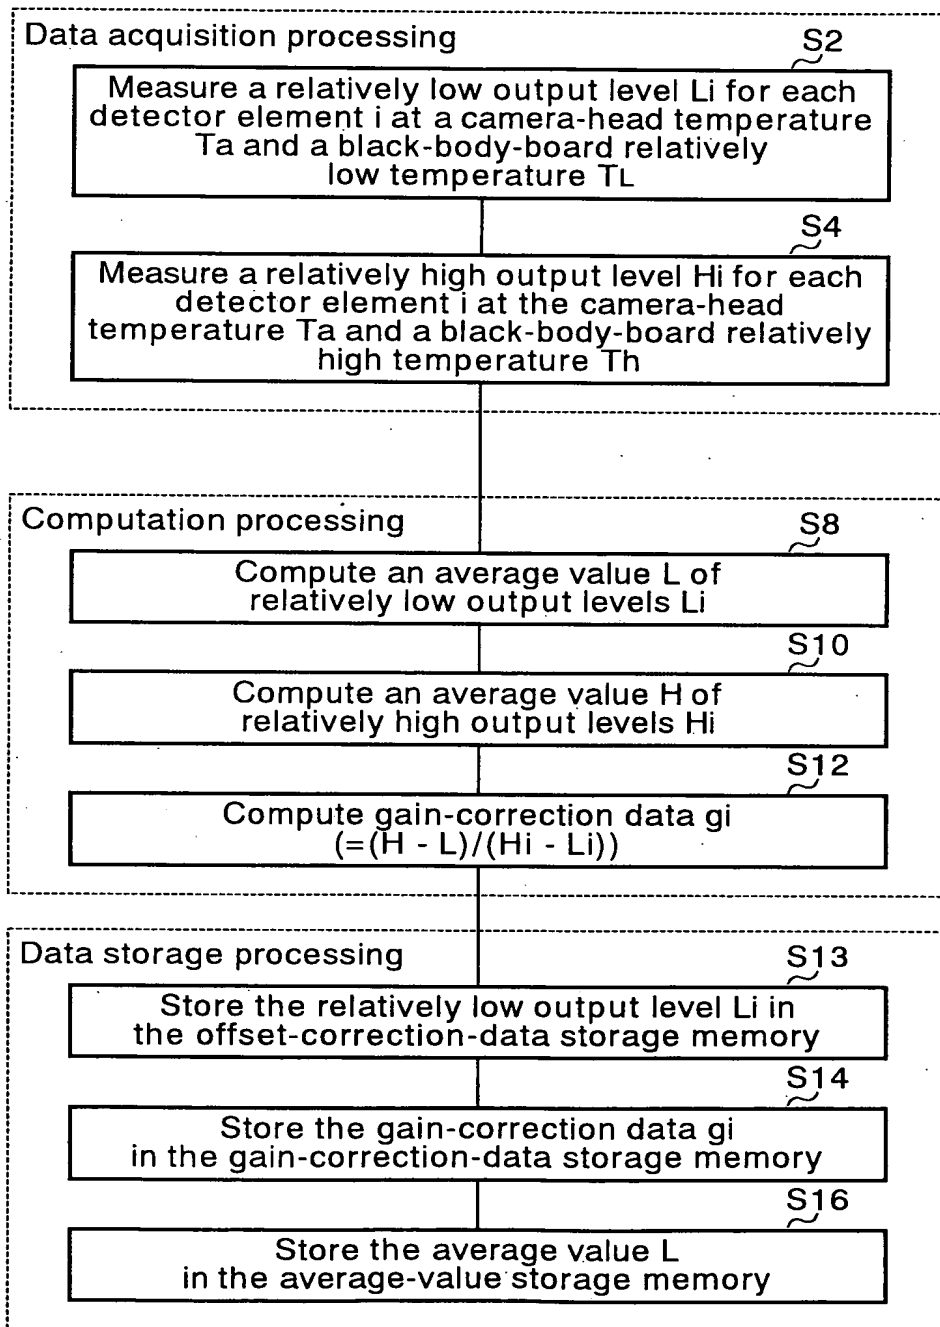 Data acquisition processing
S2
Measure a relatively low output level Li for each
detector element i at a camera-head temperature
Ta and a black-body-board relatively
low temperature TL
S4
Measure a relatively high output level Hi for each
detector element i at the camera-head
temperature Ta and a black-body-board relatively
high temperature Th
Computation processing
S8
Compute an average value L of
relatively low output levels Li
S10
Compute an average value H of
relatively high output levels Hi
S12
Compute gain-correction data gi
(=(H - L)/(Hi - Li))
Data storage processing
S13
Store the relatively low output level Li in
the offset-correction-data storage memory
S14
Store the gain-correction data gi
in the gain-correction-data storage memory
S16
Store the average value L
in the average-value storage memory